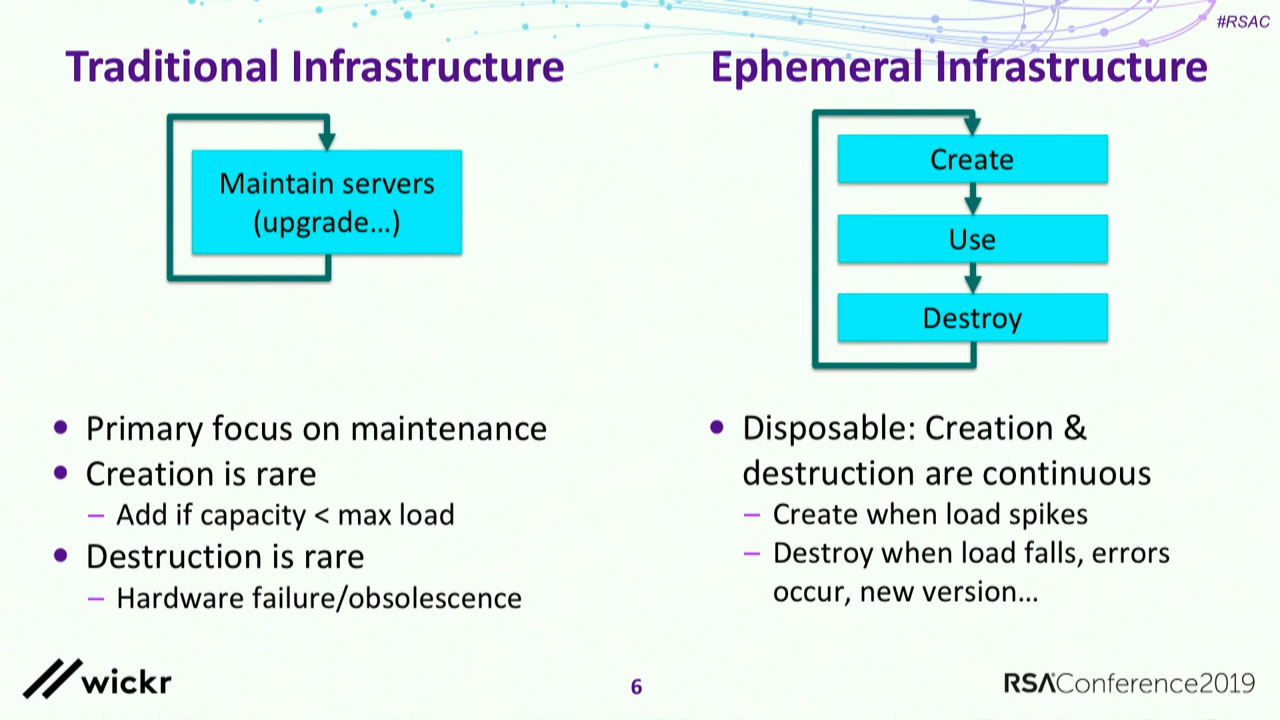 #RSAC
Traditional Infrastructure
Maintain servers
(upgrade…)
• Primary focus on maintenance
• Creation is rare
– Add if capacity < max load
• Destruction is rare
– Hardware failure/obsolescence
Ephemeral Infrastructure
Create
Use
Destroy
• Disposable: Creation &
destruction are continuous
– Create when load spikes
– Destroy when load falls, errors
occur, new version…
wickr
6
RSAConference2019